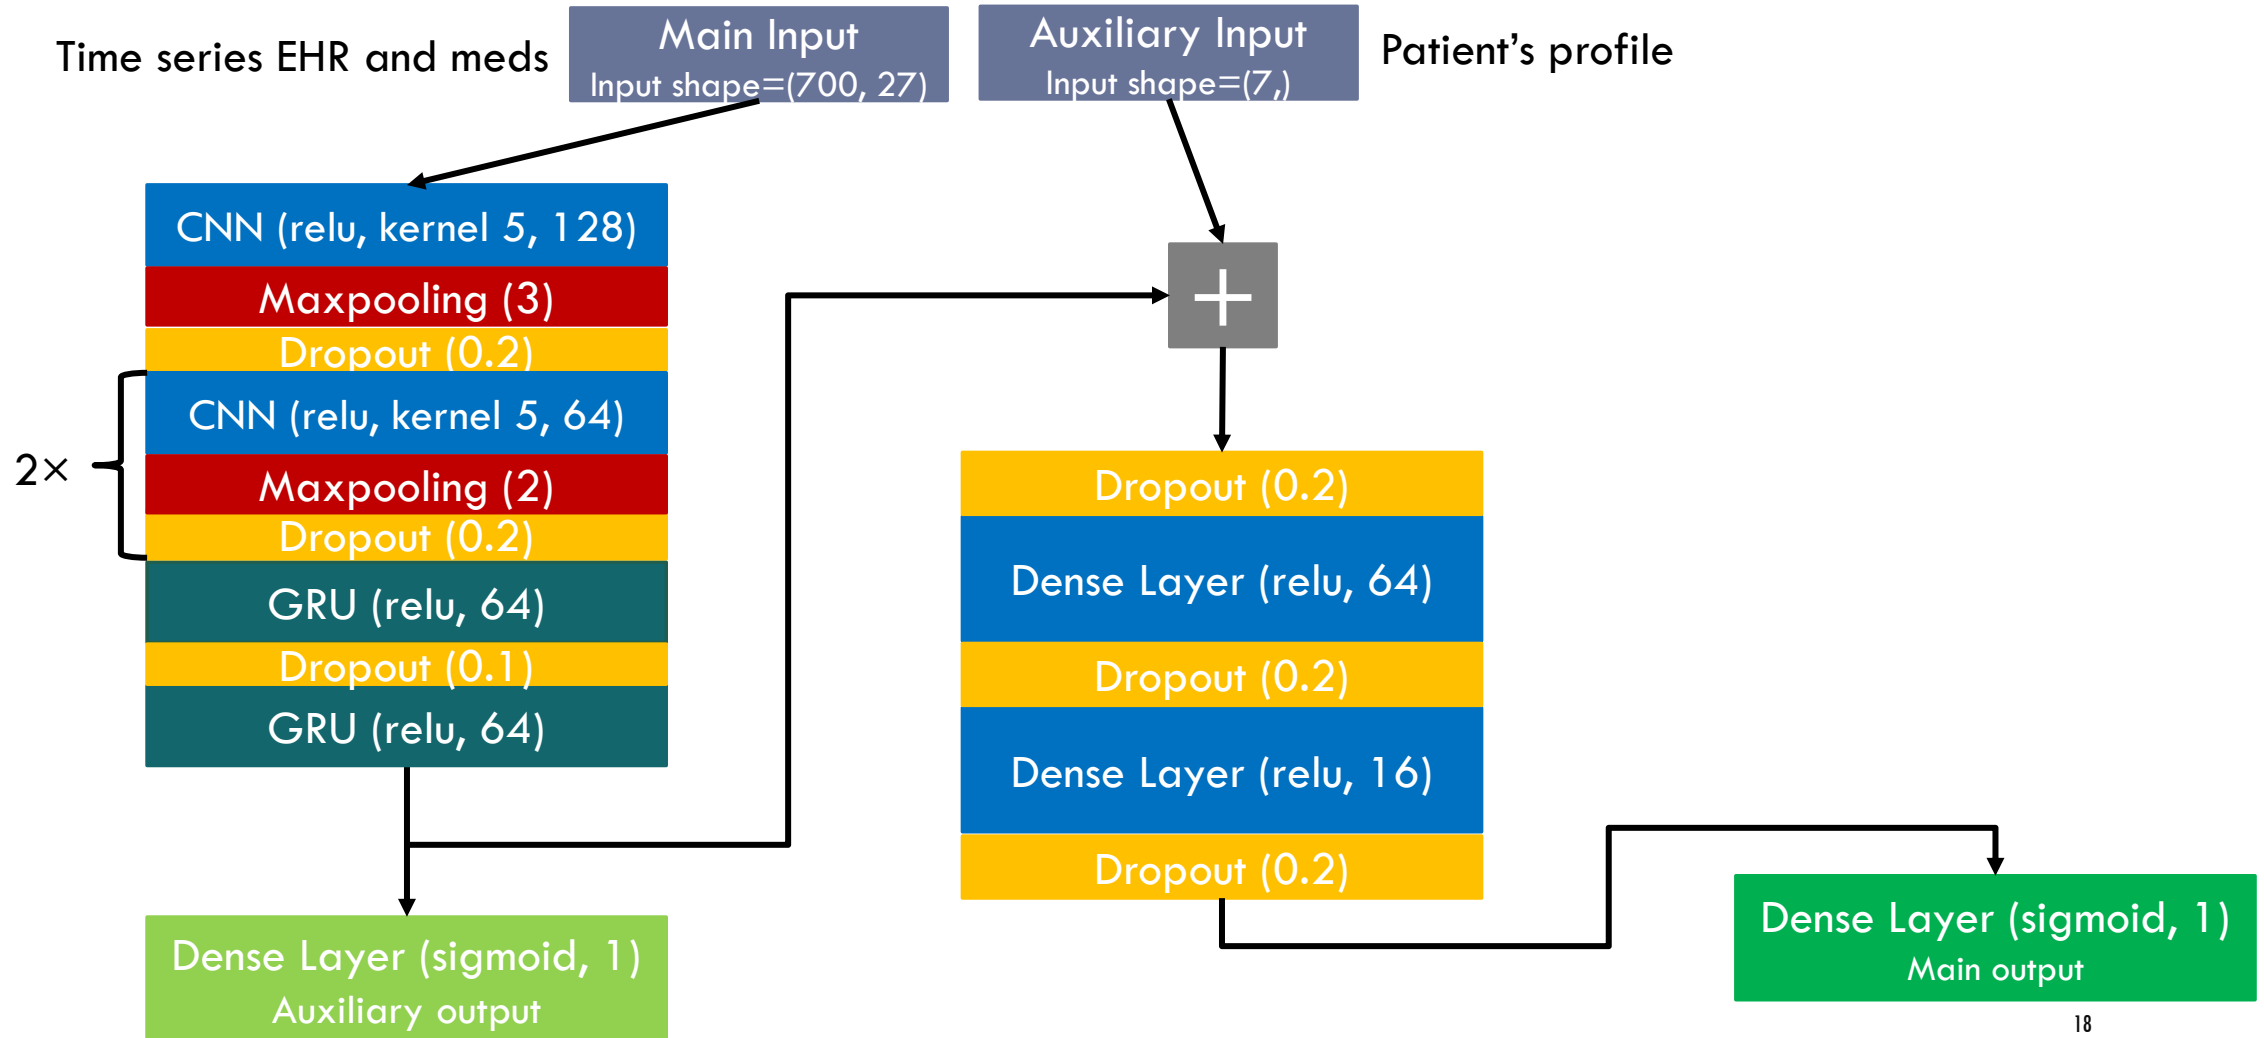 Time series EHR and meds
Main Input
Input shape=(700, 27)
Auxiliary Input
Input shape=(7,)
Patient's profile
CNN (relu, kernel 5, 128)
Maxpooling (3)
Dropout (0.2)
2×
CNN (relu, kernel 5, 64)
Maxpooling (2)
Dropout (0.2)
GRU (relu, 64)
Dropout (0.1)
GRU (relu, 64)
Dense Layer (sigmoid, 1)
Auxiliary output
+
Dropout (0.2)
Dense Layer (relu, 64)
Dropout (0.2)
Dense Layer (relu, 16)
Dropout (0.2)
Dense Layer (sigmoid, 1)
Main output
18